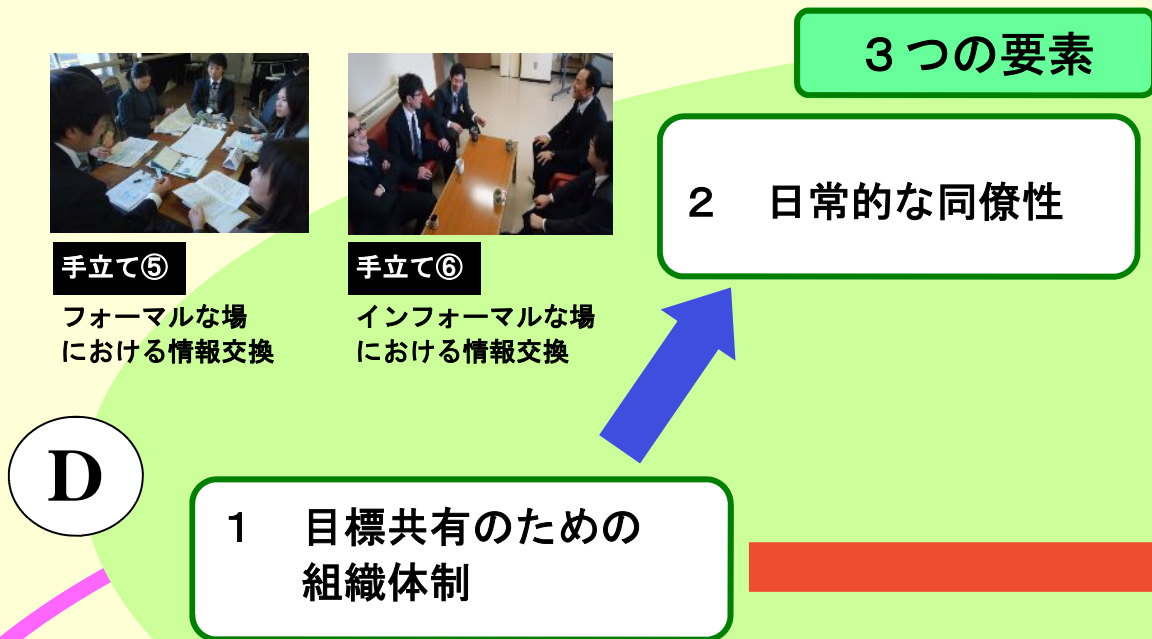 ３つの要素
２　日常的な同僚性
手立て⑤
フォーマルな場
における情報交換
手立て⑥
インフォーマルな場
における情報交換
D
１　目標共有のための
組織体制